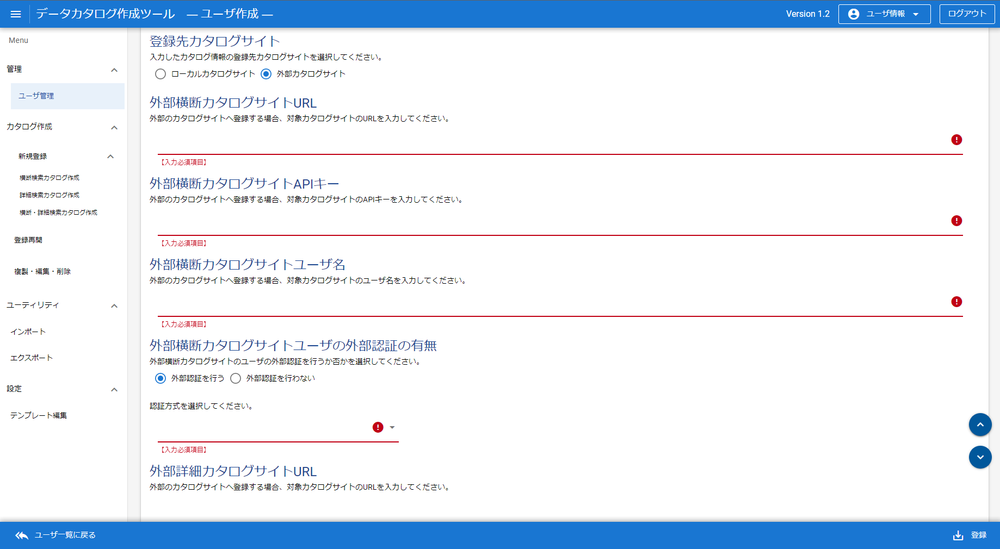 データカタログ作成ツール ― ユーザ作成 ―
Version 1.2
ユーザ情報
ログアウト
Menu
管理
ユーザ管理
カタログ作成
新規登録
横断検索カタログ作成
詳細検索カタログ作成
横断・詳細検索カタログ作成
登録再開
複製・編集・削除
ユーティリティ
インポート
エクスポート
設定
テンプレート編集
登録先カタログサイト
入力したカタログ情報の登録先カタログサイトを選択してください。
ローカルカタログサイト 外部カタログサイト
外部横断カタログサイトURL
外部のカタログサイトへ登録する場合、対象カタログサイトのURLを入力してください。
【入力必須項目】
外部横断カタログサイトAPIキー
外部のカタログサイトへ登録する場合、対象カタログサイトのAPIキーを入力してください。
【入力必須項目】
外部横断カタログサイトユーザ名
外部のカタログサイトへ登録する場合、対象カタログサイトのユーザ名を入力してください。
【入力必須項目】
外部横断カタログサイトユーザの外部認証の有無
外部横断カタログサイトのユーザの外部認証を行うか否かを選択してください。
外部認証を行う 外部認証を行わない
認証方式を選択してください。
【入力必須項目】
外部詳細カタログサイトURL
外部のカタログサイトへ登録する場合、対象カタログサイトのURLを入力してください。
ユーザ一覧に戻る
登録